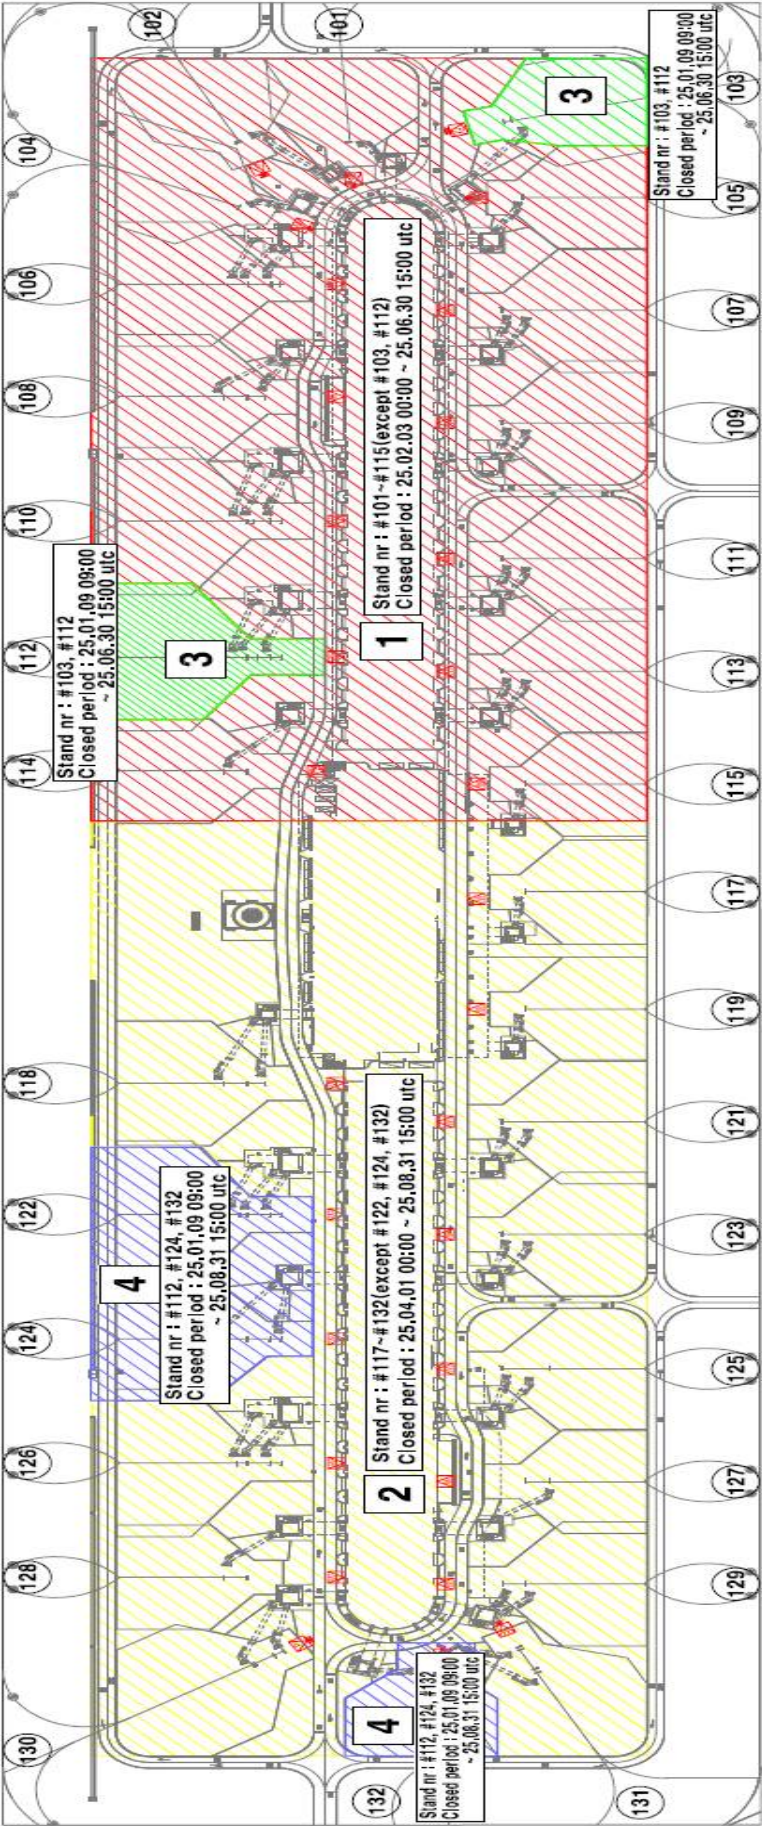 102
101
103
104
105
106
107
108
109
110
111
112
113
114
115
117
118
119
121
122
123
124
125
126
127
128
129
130
131
132
3
Stand nr : #103, #112
Closed period : 25.01.09 09:00
~ 25.06.30 15:00 utc
1
Stand nr : #101~#115(except #103, #112)
Closed period : 25.02.03 00:00 ~ 25.06.30 15:00 utc
3
Stand nr : #103, #112
Closed period : 25.01.09 09:00
~ 25.06.30 15:00 utc
4
Stand nr : #112, #124, #132
Closed period : 25.01.09 09:00
~ 25.08.31 15:00 utc
2
Stand nr : #117~#132(except #122, #124, #132)
Closed period : 25.04.01 00:00 ~ 25.08.31 15:00 utc
4
Stand nr : #112, #124, #132
Closed period : 25.01.09 09:00
~ 25.08.31 15:00 utc